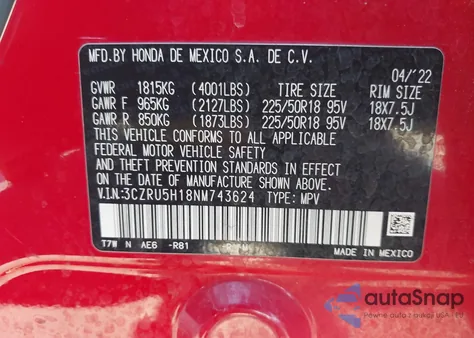 MFD.BY HONDA DE MEXICO S.A. DE C.V.
04/'22
GVWR 1815KG (4001LBS) TIRE SIZE RIM SIZE
GAWR F 965KG (2127LBS) 225/50R18 95V 18X7.5J
GAWR R 850KG (1873LBS) 225/50R18 95V 18X7.5J
THIS VEHICLE CONFORMS TO ALL APPLICABLE
FEDERAL MOTOR VEHICLE SAFETY
AND THEFT PREVENTION STANDARDS IN EFFECT
ON THE DATE OF MANUFACTURE SHOWN ABOVE.
V.I.N.:3CZRU5H18NM743624 TYPE: MPV
T7W N AE6 -RB1
MADE IN MEXICO
autoSnap